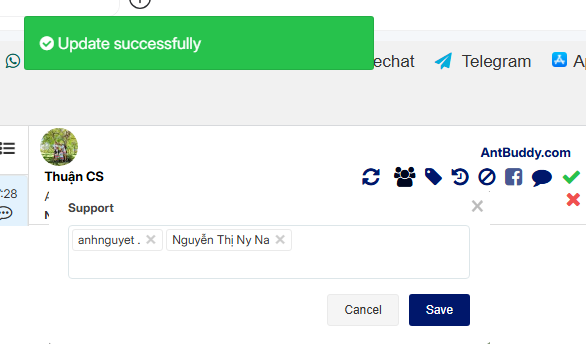 Update successfully
echat
Telegram
A
AntBuddy.com
Thuận CS
:28
Support
anhnguyet .
Nguyễn Thị Ny Na
Cancel
Save